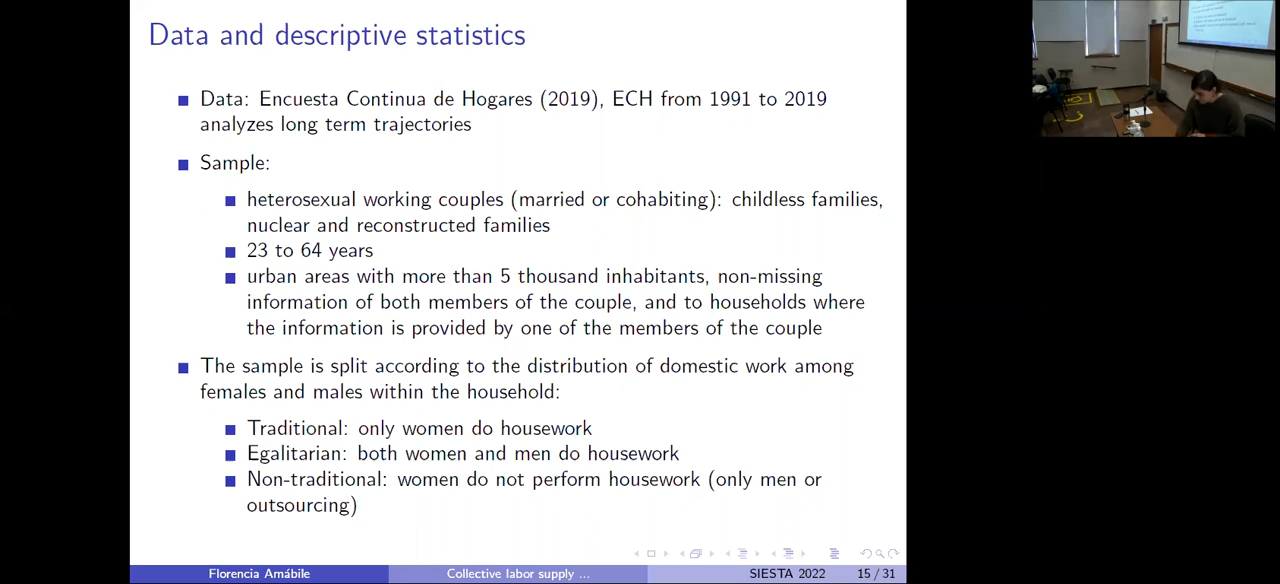 Data and descriptive statistics
Data: Encuesta Continua de Hogares (2019), ECH from 1991 to 2019
analyzes long term trajectories
Sample:
heterosexual working couples (married or cohabiting): childless families,
nuclear and reconstructed families
23 to 64 years
urban areas with more than 5 thousand inhabitants, non-missing
information of both members of the couple, and to households where
the information is provided by one of the members of the couple
The sample is split according to the distribution of domestic work among
females and males within the household:
Traditional: only women do housework
Egalitarian: both women and men do housework
Non-traditional: women do not perform housework (only men or
outsourcing)
Florencia Amábile Collective labor supply ... SIESTA 2022 15 / 31